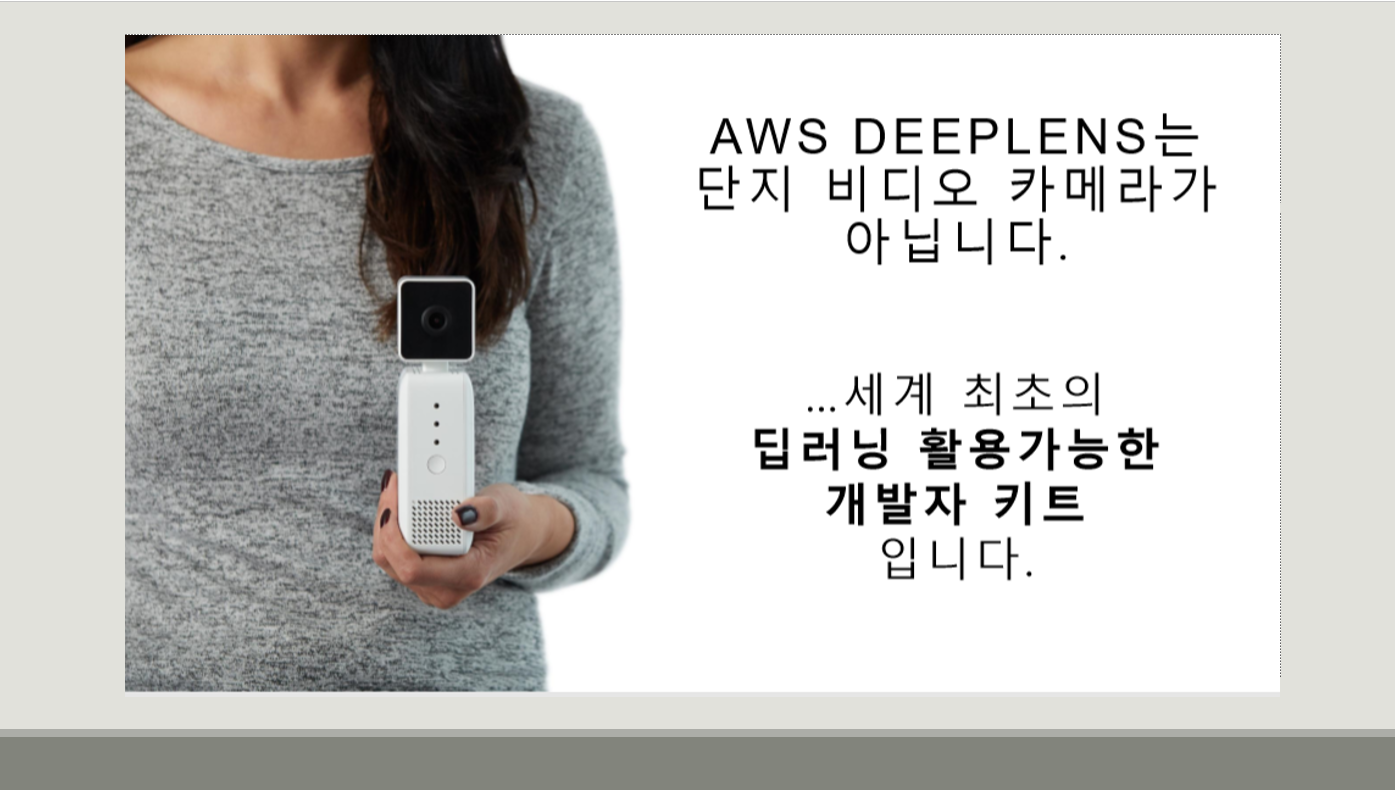 AWS DEEPLENS는
단지 비디오 카메라가
아닙니다.
...세계 최초의
딥러닝 활용가능한
개발자 키트
입니다.